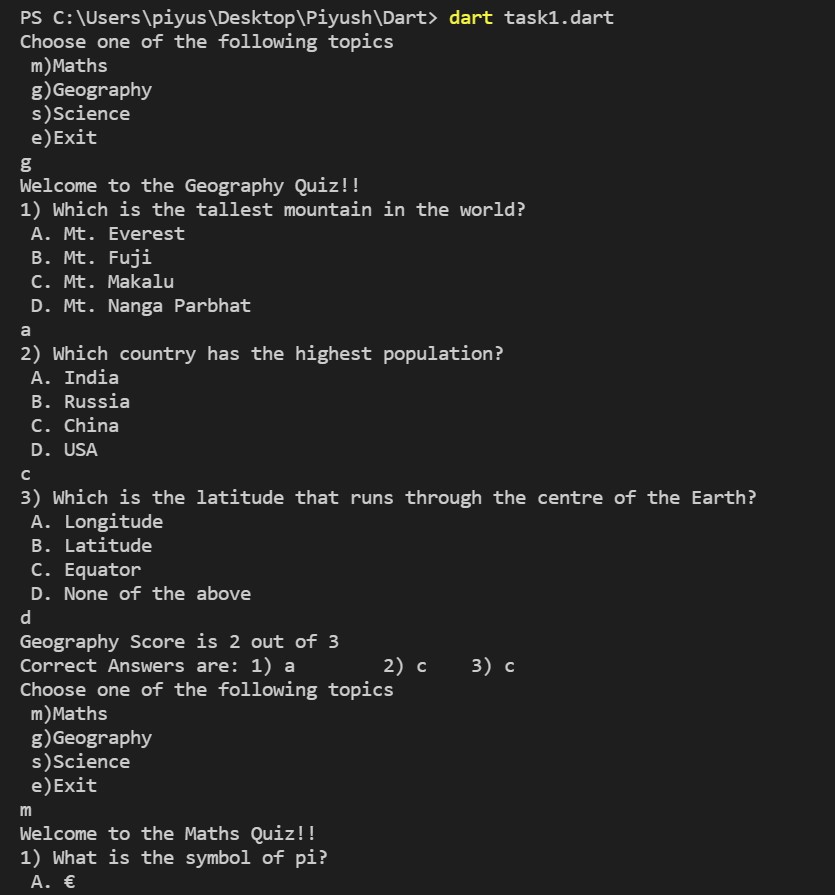 PS C:\Users\piyus\Desktop\Piyush\Dart> dart task1.dart
Choose one of the following topics
 m)Maths
 g)Geography
 s)Science
 e)Exit
g
Welcome to the Geography Quiz!!
1) Which is the tallest mountain in the world?
 A. Mt. Everest
 B. Mt. Fuji
 C. Mt. Makalu
 D. Mt. Nanga Parbhat
a
2) Which country has the highest population?
 A. India
 B. Russia
 C. China
 D. USA
c
3) Which is the latitude that runs through the centre of the Earth?
 A. Longitude
 B. Latitude
 C. Equator
 D. None of the above
d
Geography Score is 2 out of 3
Correct Answers are: 1) a        2) c    3) c
Choose one of the following topics
 m)Maths
 g)Geography
 s)Science
 e)Exit
m
Welcome to the Maths Quiz!!
1) What is the symbol of pi?
 A. €